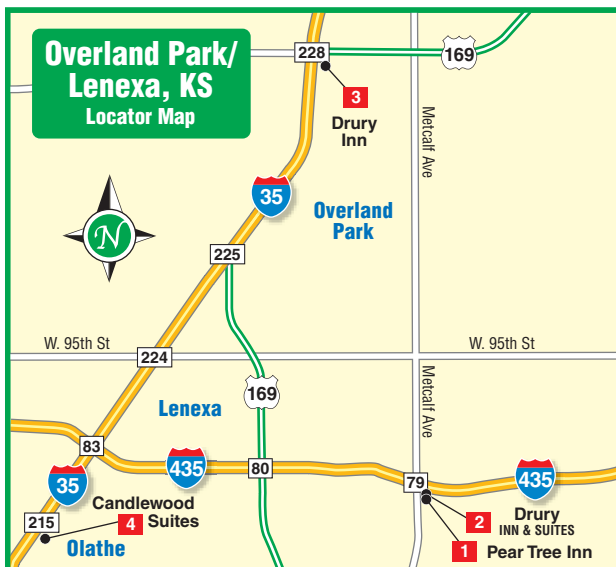 Overland Park/
Lenexa, KS
Locator Map
228
169
3
Drury
Inn
Metcalf Ave
35
Overland
Park
N
225
W. 95th St
W. 95th St
224
169
Metcalf Ave
Lenexa
83
435
80
79
435
35
Candlewood
Suites
4
215
Olathe
2
Drury
INN & SUITES
1
Pear Tree Inn